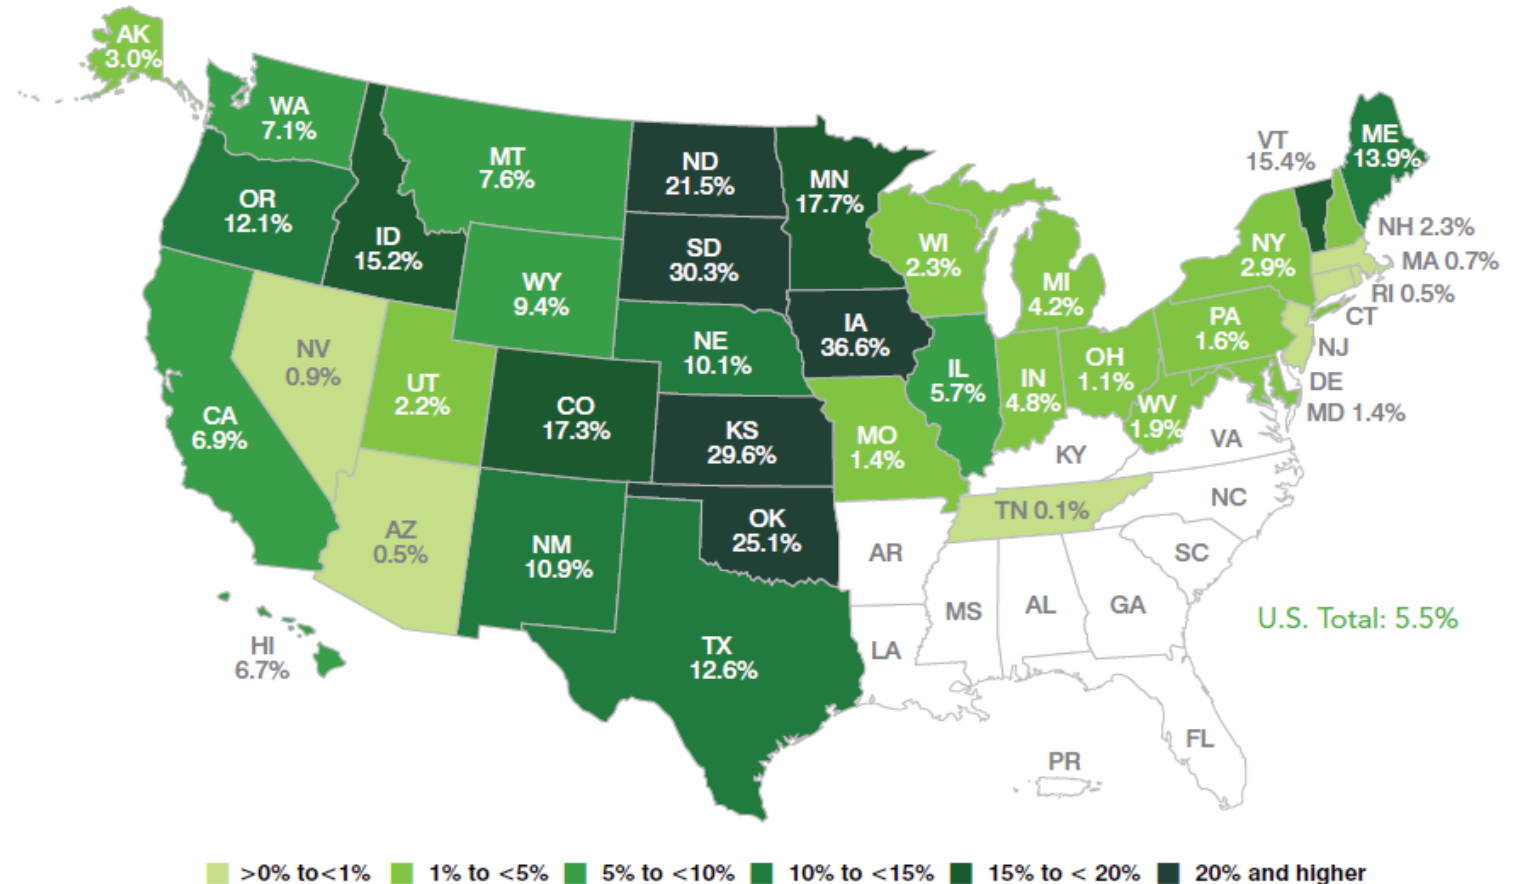 AK
3.0%
WA
7.1%
MT
7.6%
ND
21.5%
MN
17.7%
VT
15.4%
ME
13.9%
OR
12.1%
ID
15.2%
WY
9.4%
SD
30.3%
WI
2.3%
MI
4.2%
NY
2.9%
NH 2.3%
MA 0.7%
RI 0.5%
CT
NV
0.9%
UT
2.2%
CO
17.3%
NE
10.1%
IA
36.6%
IL
5.7%
IN
4.8%
OH
1.1%
PA
1.6%
NJ
DE
MD 1.4%
CA
6.9%
KS
29.6%
MO
1.4%
KY
WV
1.9%
VA
AZ
0.5%
NM
10.9%
OK
25.1%
AR
TN 0.1%
NC
SC
HI
6.7%
TX
12.6%
LA
MS
AL
GA
U.S. Total: 5.5%
FL
PR
>0% to<1%
1% to <5%
5% to <10%
10% to <15%
15% to < 20%
20% and higher